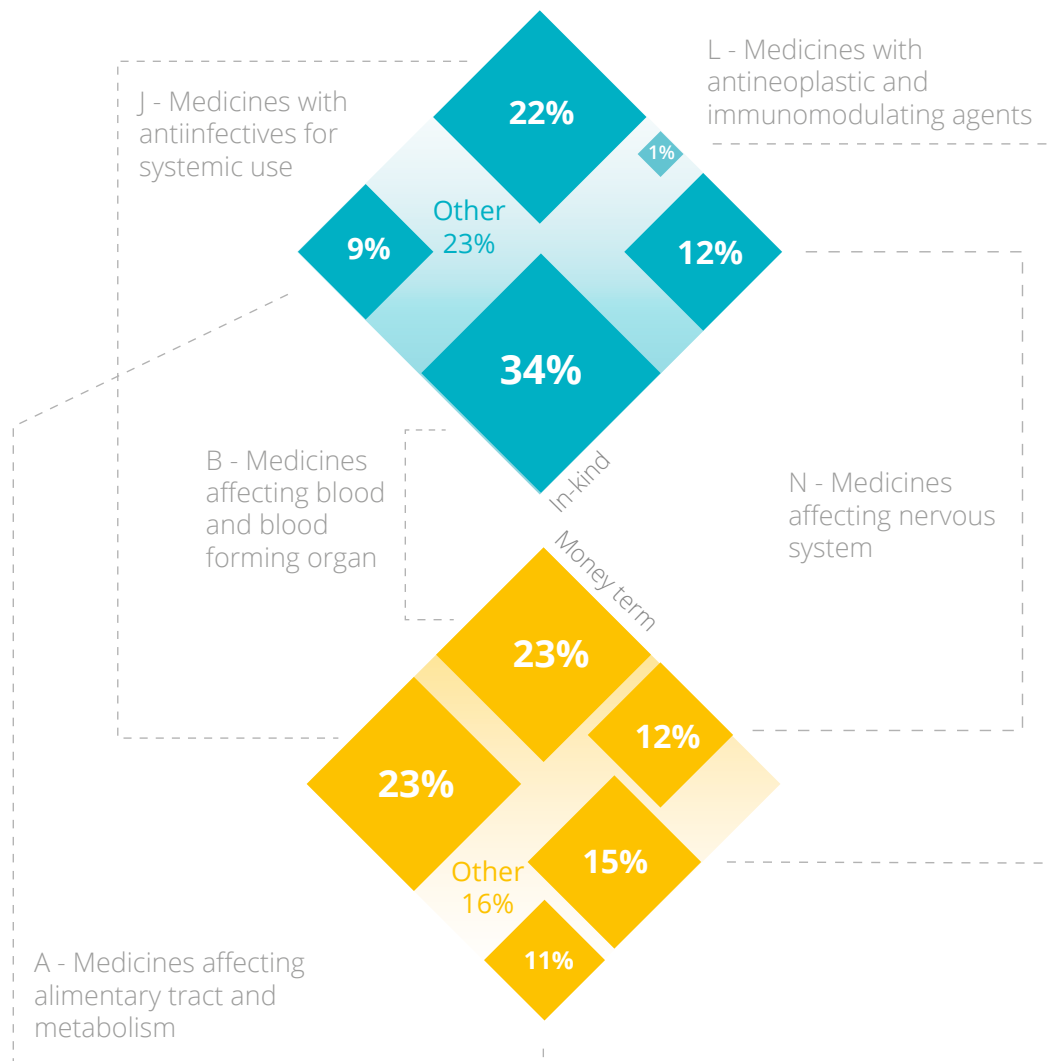 L - Medicines with
antineoplastic and
immunomodulating agents
J - Medicines with
antiinfectives for
systemic use
22%
1%
Other
23%
9%
12%
34%
In-kind
B - Medicines
affecting blood
and blood
forming organ
N - Medicines
affecting nervous
system
Money term
23%
12%
23%
15%
Other
16%
11%
A - Medicines affecting
alimentary tract and
metabolism